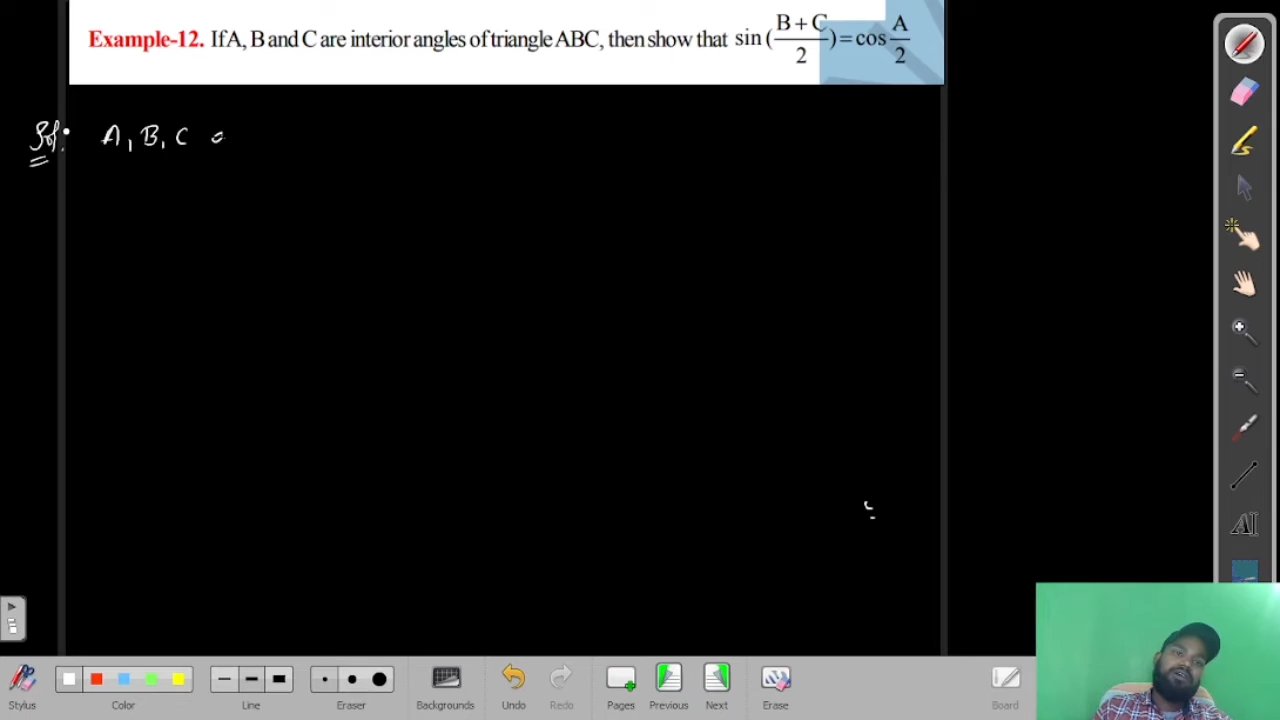 Example-12. If A, B and C are interior angles of triangle ABC, then show that sin (B + C / 2) = cos A / 2
Sol: A, B, C
AI
Stylus
Color
Line
Eraser
Backgrounds
Undo
Redo
Pages
Previous
Next
Erase
Board